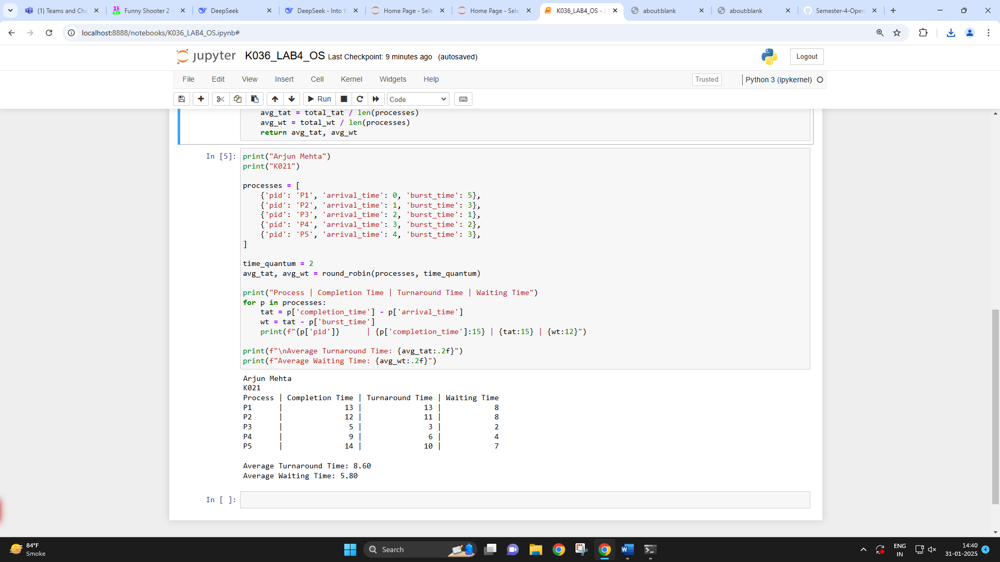 (1) Teams and Cha
Funny Shooter 2 -
DeepSeek
DeepSeek - Into t
Home Page - Sele
Home Page - Sele
K036_LAB4_OS - J
about:blank
about:blank
Semester-4-Opera
localhost:8888/notebooks/K036_LAB4_OS.ipynb#
jupyter K036_LAB4_OS Last Checkpoint: 9 minutes ago (autosaved)
Logout
File Edit View Insert Cell Kernel Widgets Help
Trusted
Python 3 (ipykernel)
Run
Code
avg_tat = total_tat / len(processes)
avg_wt = total_wt / len(processes)
return avg_tat, avg_wt
In [5]:
print("Arjun Mehta")
print("K021")
processes = [
{'pid': 'P1', 'arrival_time': 0, 'burst_time': 5},
{'pid': 'P2', 'arrival_time': 1, 'burst_time': 3},
{'pid': 'P3', 'arrival_time': 2, 'burst_time': 1},
{'pid': 'P4', 'arrival_time': 3, 'burst_time': 2},
{'pid': 'P5', 'arrival_time': 4, 'burst_time': 3},
]
time_quantum = 2
avg_tat, avg_wt = round_robin(processes, time_quantum)
print("Process | Completion Time | Turnaround Time | Waiting Time")
for p in processes:
tat = p['completion_time'] - p['arrival_time']
wt = tat - p['burst_time']
print(f"{p['pid']}      | {p['completion_time']:15} | {tat:15} | {wt:12}")
print(f"\nAverage Turnaround Time: {avg_tat:.2f}")
print(f"Average Waiting Time: {avg_wt:.2f}")
Arjun Mehta
K021
Process | Completion Time | Turnaround Time | Waiting Time
P1      |              13 |              13 |            8
P2      |              12 |              11 |            8
P3      |               5 |               3 |            2
P4      |               9 |               6 |            4
P5      |              14 |              10 |            7
Average Turnaround Time: 8.60
Average Waiting Time: 5.80
In [ ]:
84°F
Smoke
Search
ENG
IN
14:40
31-01-2025
4